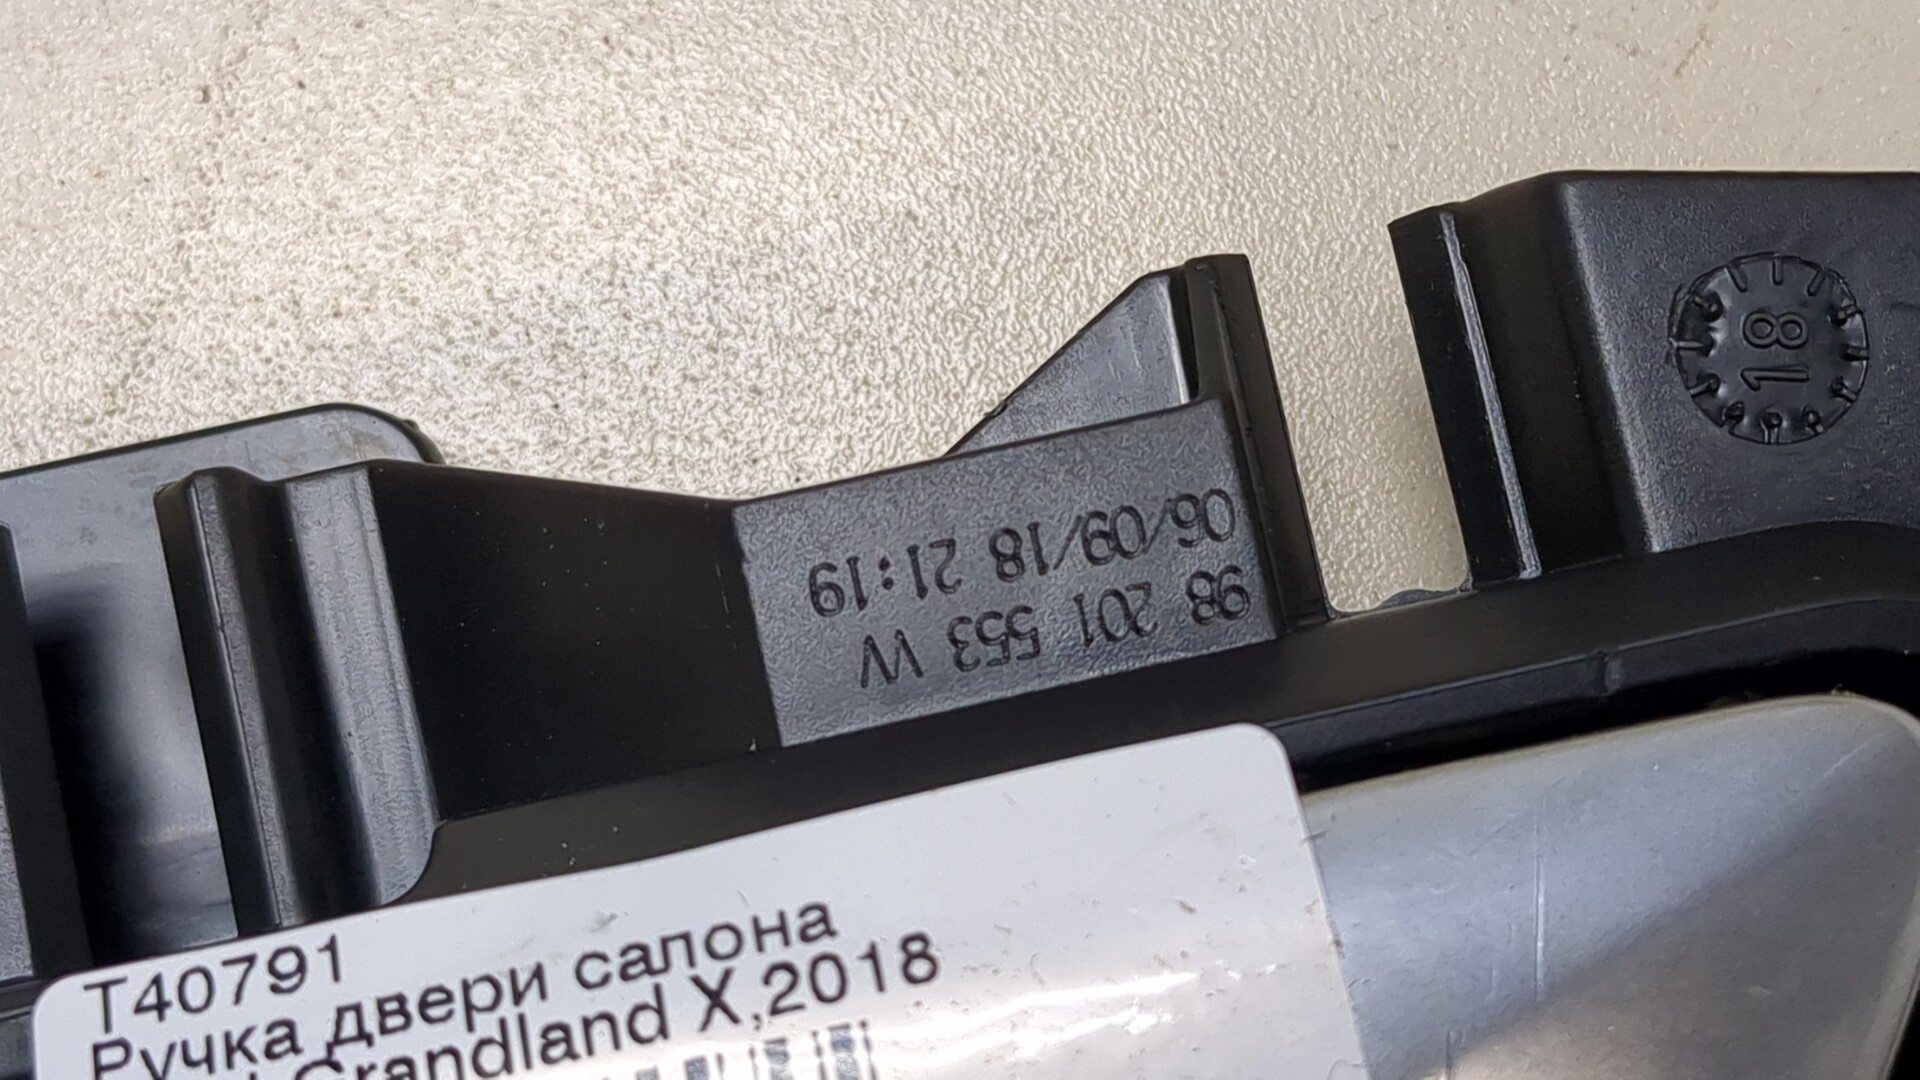 98 201 553 VV
06/09/18 21:19
18
T40791
Ручка двери салона
Grandland X,2018